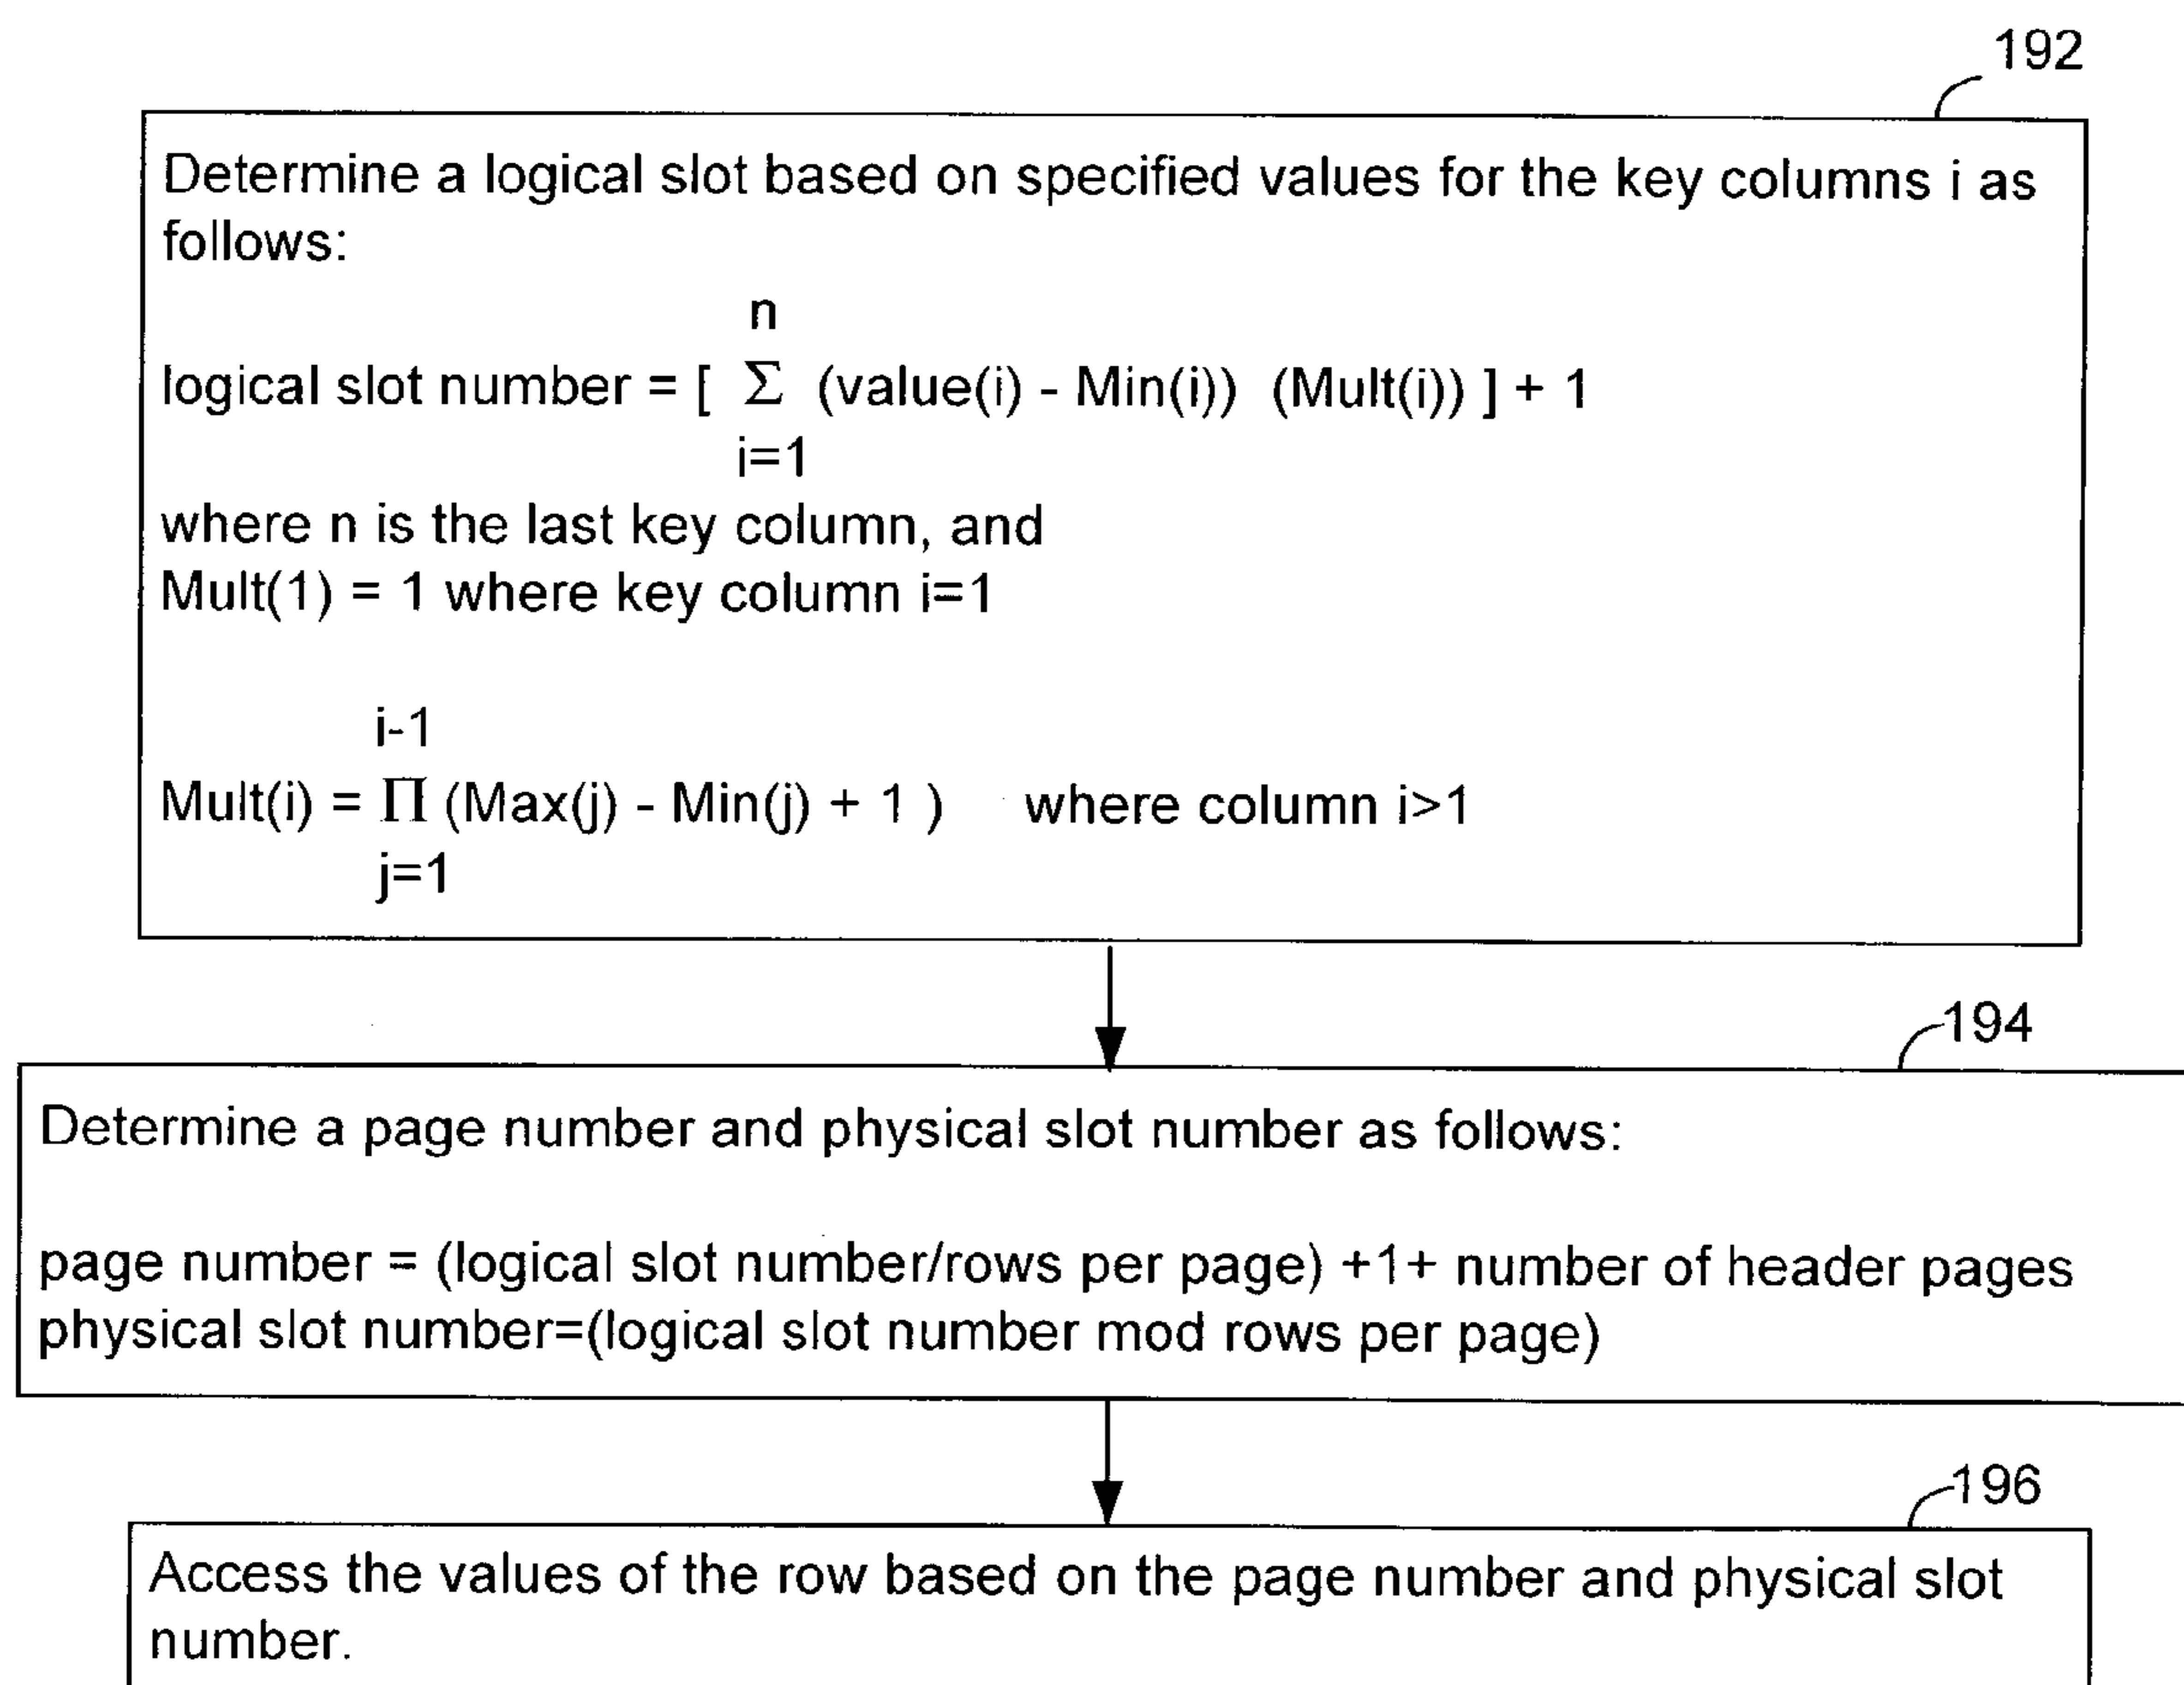 192
Determine a logical slot based on specified values for the key columns i as
follows:
n
logical slot number = [ Σ (value(i) - Min(i)) (Mult(i)) ] + 1
i=1
where n is the last key column, and
Mult(1) = 1 where key column i=1
i-1
Mult(i) = Π (Max(j) - Min(j) + 1 ) where column i>1
j=1
194
Determine a page number and physical slot number as follows:
page number = (logical slot number/rows per page) +1+ number of header pages
physical slot number=(logical slot number mod rows per page)
196
Access the values of the row based on the page number and physical slot
number.